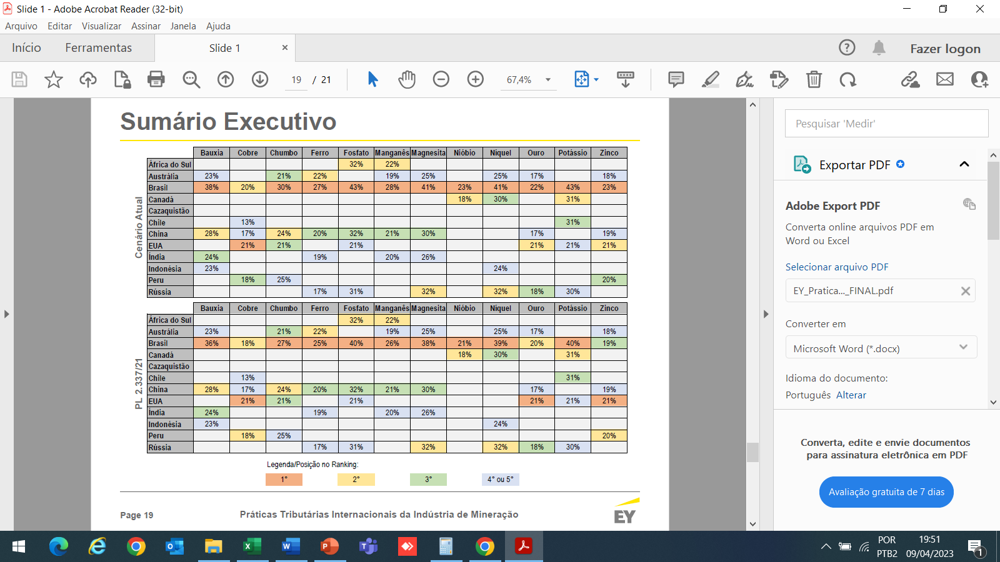 Slide 1 - Adobe Acrobat Reader (32-bit)
Arquivo Editar Visualizar Assinar Janela Ajuda
Início Ferramentas Slide 1 × Fazer logon
19 / 21 67,4%
Sumário Executivo
Cenário Atual
Bauxia Cobre Chumbo Ferro Fosfato Manganês Magnesita Nióbio Níquel Ouro Potássio Zinco
África do Sul 32% 22%
Austrália 23% 21% 22% 19% 25% 25% 17% 18%
Brasil 38% 20% 30% 27% 43% 28% 41% 23% 41% 22% 43% 23%
Canadá 18% 30% 31%
Cazaquistão
Chile 13% 31%
China 28% 17% 24% 20% 32% 21% 30% 17% 19%
EUA 21% 21% 21% 21% 21% 21%
Índia 24% 19% 20% 26%
Indonésia 23% 24%
Peru 18% 25% 20%
Rússia 17% 31% 32% 32% 18% 30%
PL 2.337/21
Bauxia Cobre Chumbo Ferro Fosfato Manganês Magnesita Nióbio Níquel Ouro Potássio Zinco
África do Sul 32% 22%
Austrália 23% 21% 22% 19% 25% 25% 17% 18%
Brasil 36% 18% 27% 25% 40% 26% 38% 21% 39% 20% 40% 19%
Canadá 18% 30% 31%
Cazaquistão
Chile 13% 31%
China 28% 17% 24% 20% 32% 21% 30% 17% 19%
EUA 21% 21% 21% 21% 21% 21%
Índia 24% 19% 20% 26%
Indonésia 23% 24%
Peru 18% 25% 20%
Rússia 17% 31% 32% 32% 18% 30%
Legenda/Posição no Ranking:
1° 2° 3° 4° ou 5°
Page 19 Práticas Tributárias Internacionais da Indústria de Mineração EY
Pesquisar 'Medir'
Exportar PDF
Adobe Export PDF
Converta online arquivos PDF em
Word ou Excel
Selecionar arquivo PDF
EY_Pratica..._FINAL.pdf
Converter em
Microsoft Word (*.docx)
Idioma do documento:
Português Alterar
Converta, edite e envie documentos
para assinatura eletrônica em PDF
Avaliação gratuita de 7 dias
POR 19:51
PTB2 09/04/2023 1